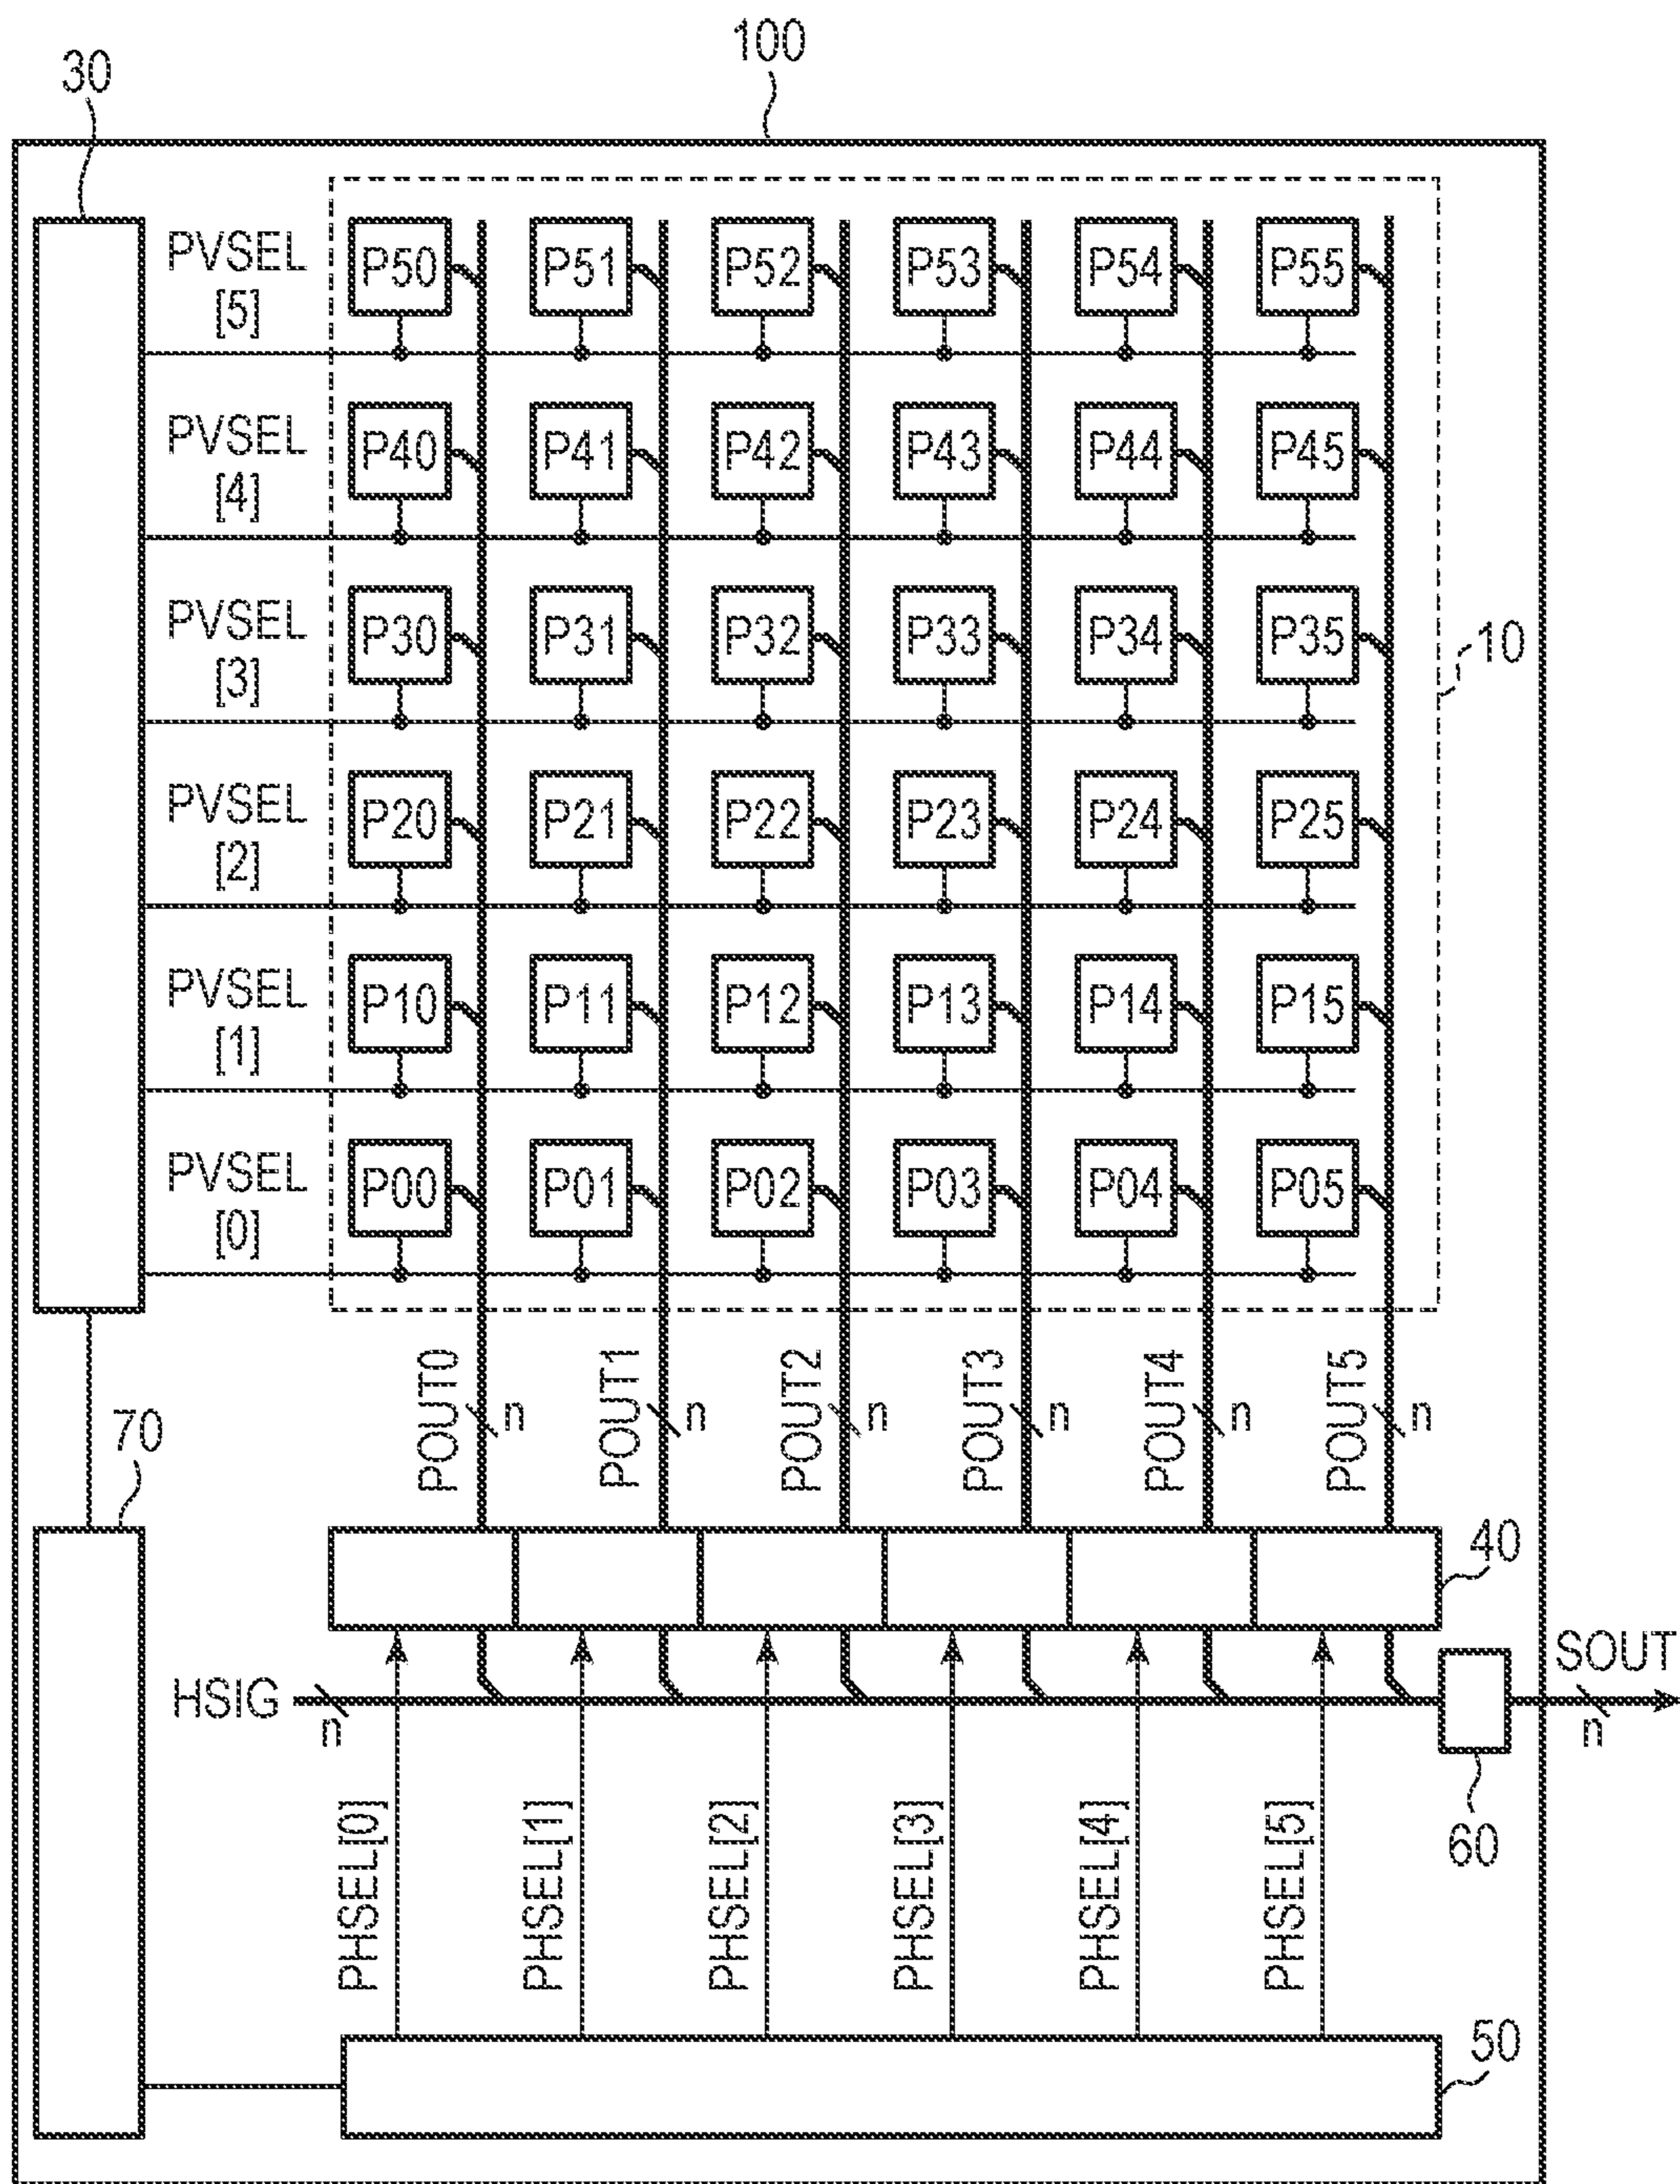 100
30
PVSEL
[5]
P50 P51 P52 P53 P54 P55
PVSEL
[4]
P40 P41 P42 P43 P44 P45
PVSEL
[3]
P30 P31 P32 P33 P34 P35
10
PVSEL
[2]
P20 P21 P22 P23 P24 P25
PVSEL
[1]
P10 P11 P12 P13 P14 P15
PVSEL
[0]
P00 P01 P02 P03 P04 P05
POUT0 n POUT1 n POUT2 n POUT3 n POUT4 n POUT5 n
70
40
HSIG
n
SOUT
n
60
PHSEL[0] PHSEL[1] PHSEL[2] PHSEL[3] PHSEL[4] PHSEL[5]
50